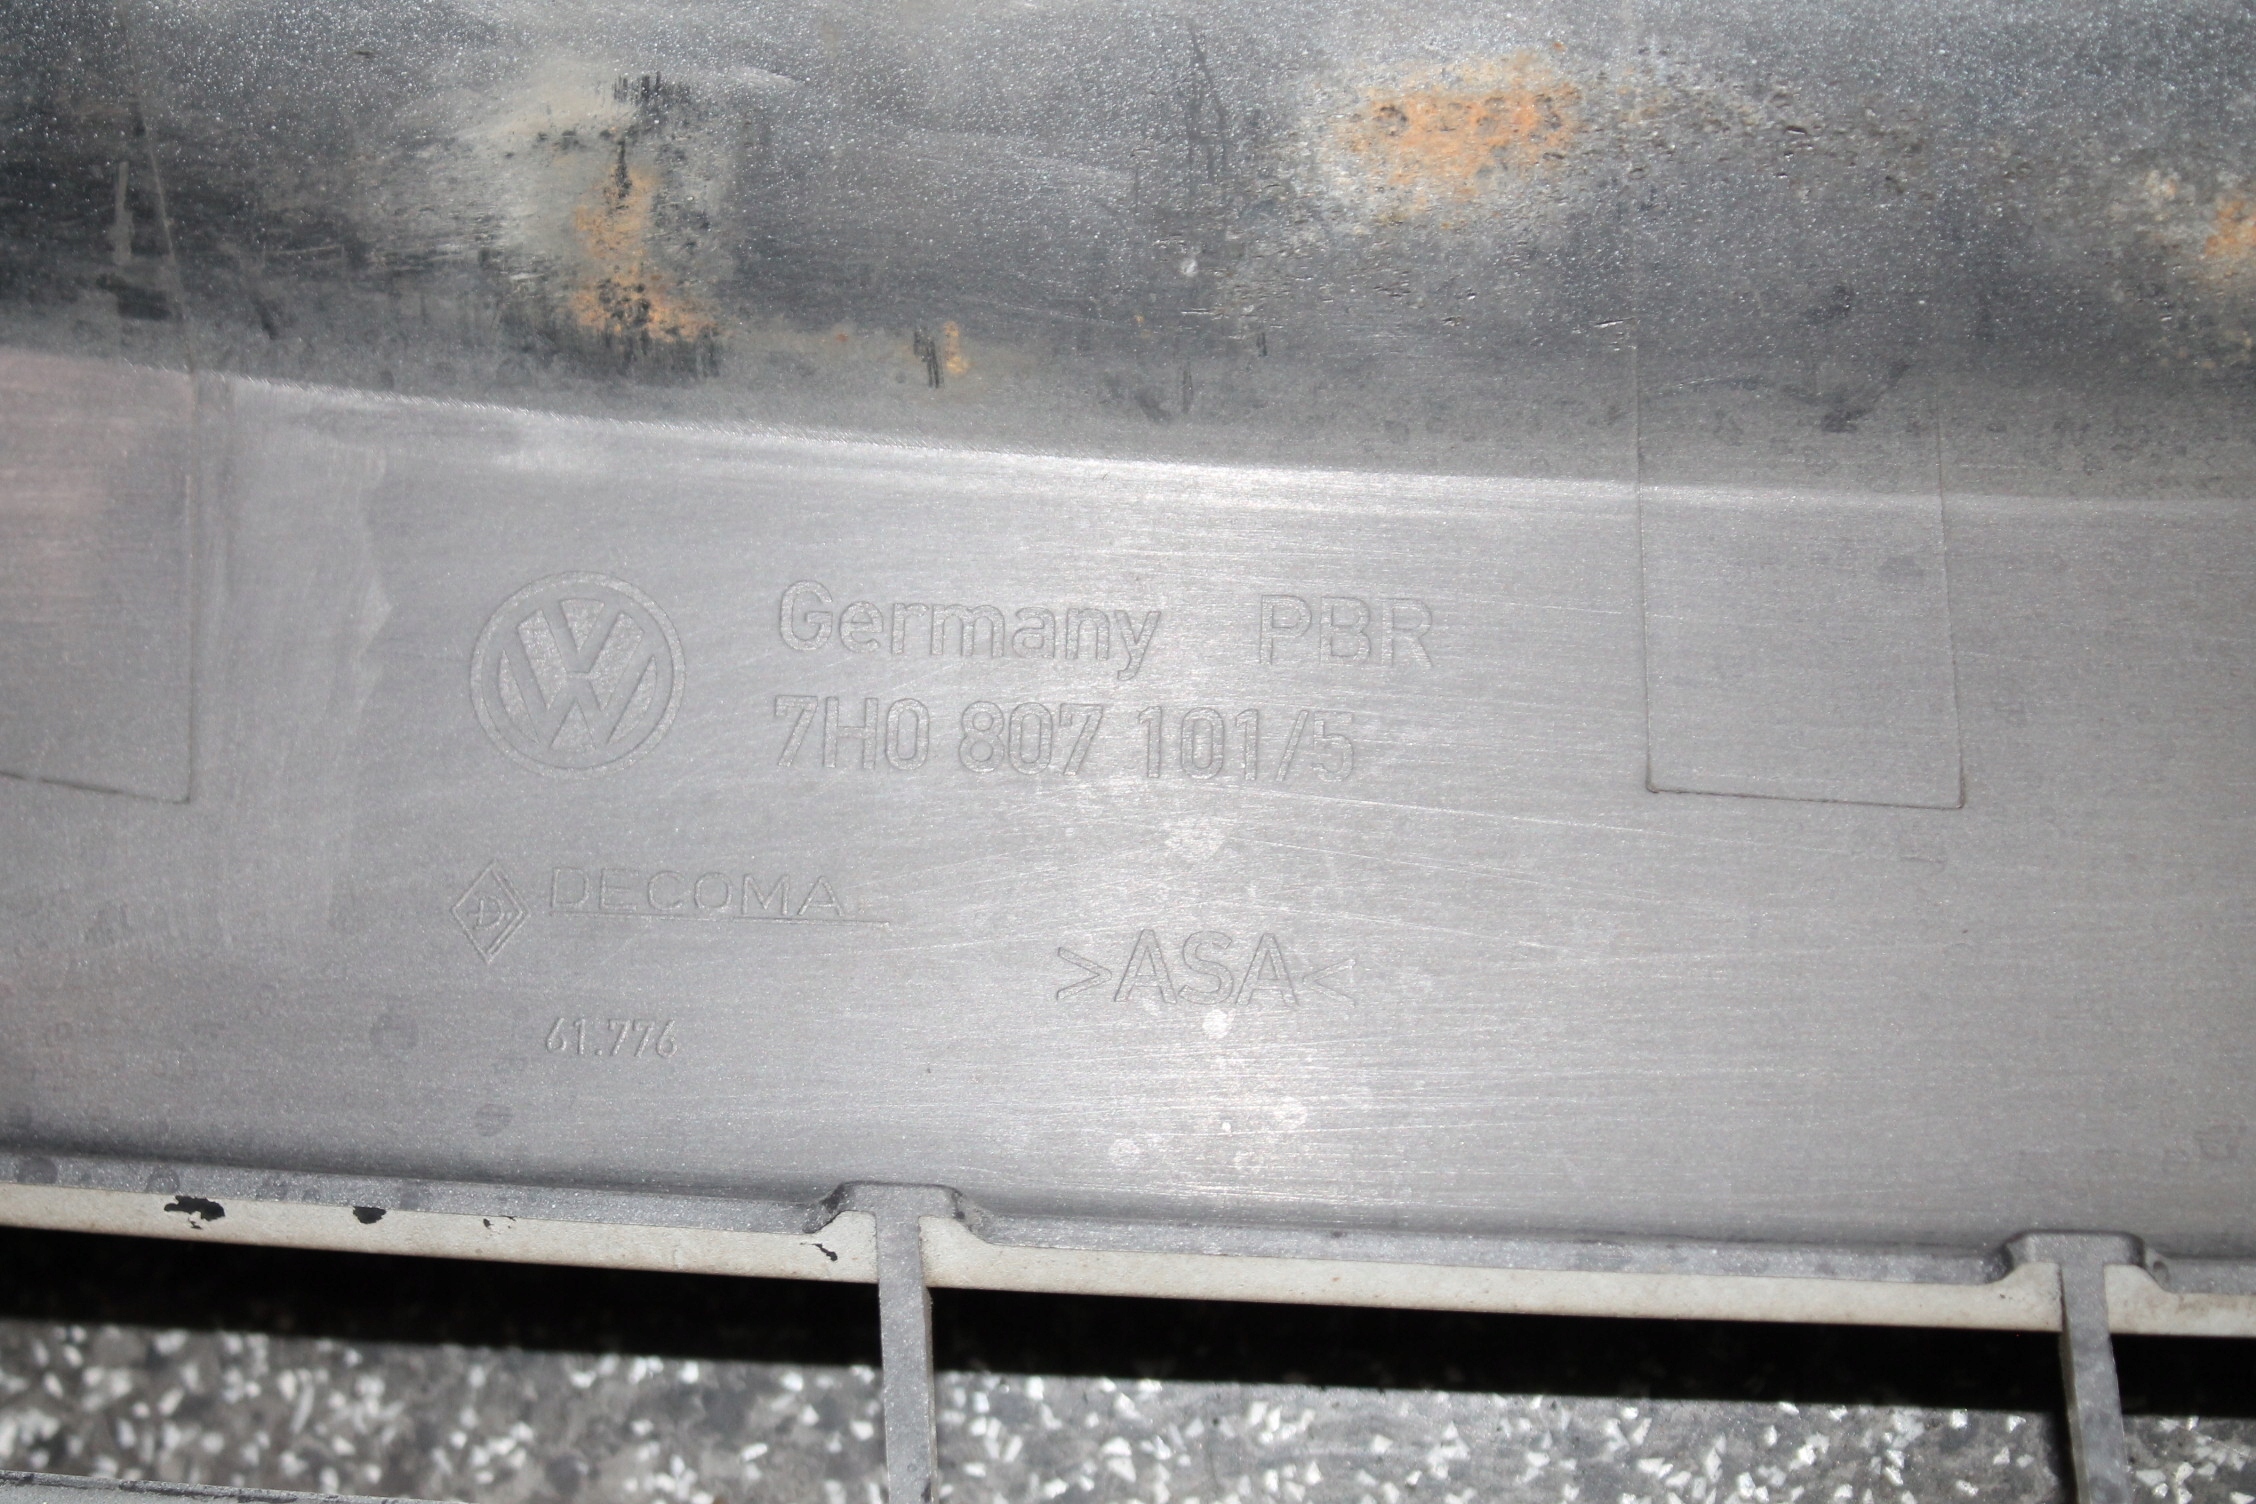 Germany PBR
7H0 807 101/5
DECOMA
>ASA<
61.776